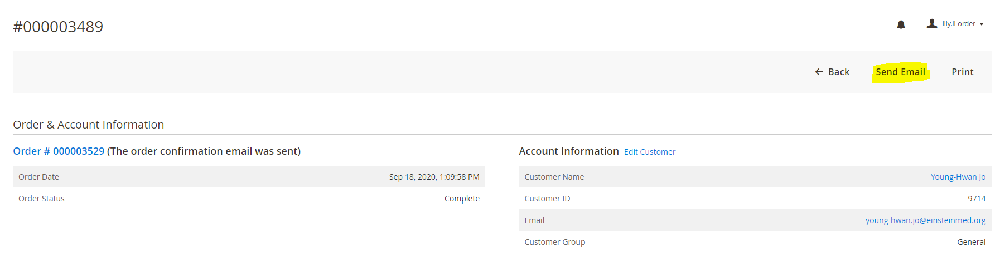 #000003489
lily.li-order
Back
Send Email
Print
Order & Account Information
Order # 000003529 (The order confirmation email was sent)
Order Date Sep 18, 2020, 1:09:58 PM
Order Status Complete
Account Information Edit Customer
Customer Name Young-Hwan Jo
Customer ID 9714
Email young-hwan.jo@einsteinmed.org
Customer Group General